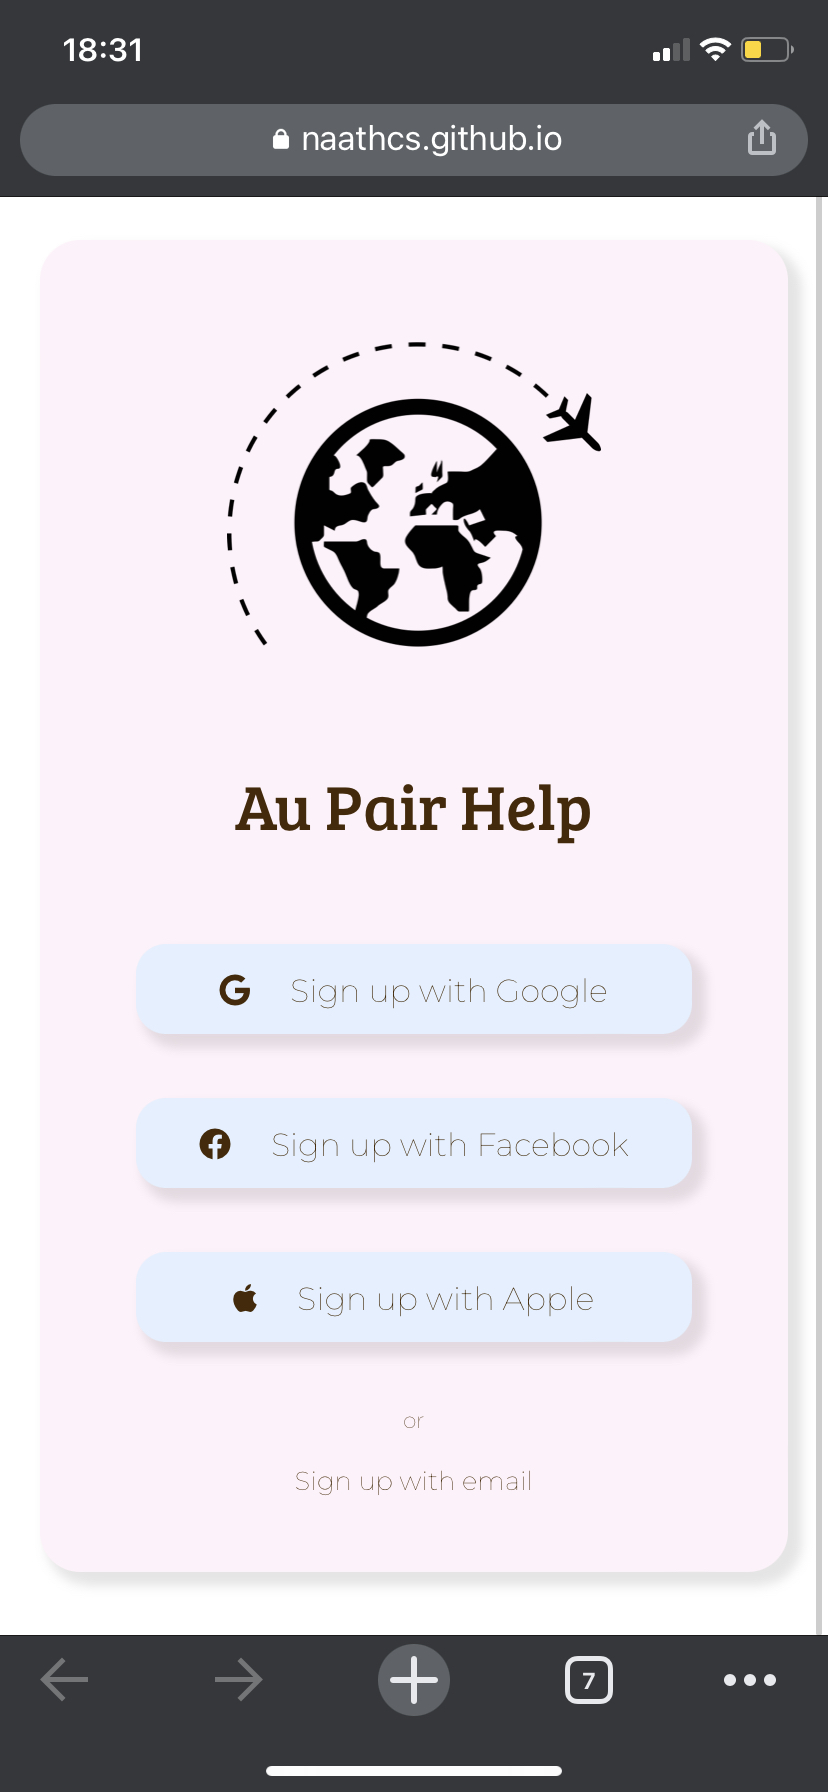 18:31
naathcs.github.io
Au Pair Help
Sign up with Google
Sign up with Facebook
Sign up with Apple
or
Sign up with email
7